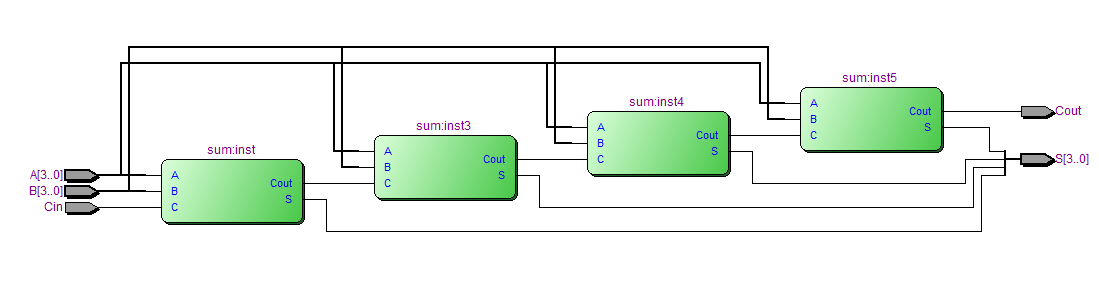 sum:inst5
A
B
C
Cout
S
Cout
sum:inst4
A
B
C
Cout
S
S[3..0]
sum:inst3
A
B
C
Cout
S
sum:inst
A
B
C
Cout
S
A[3..0]
B[3..0]
Cin